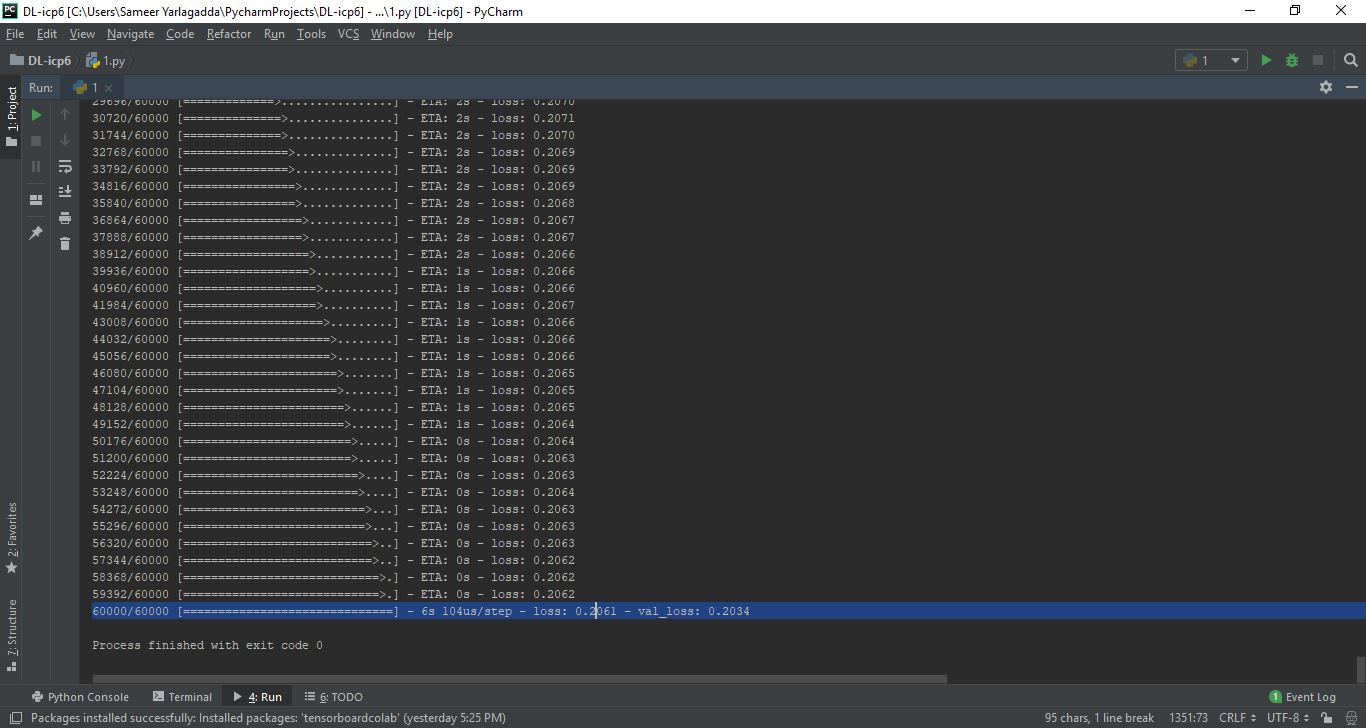 PC DL-icp6 [C:\Users\Sameer Yarlagadda\PycharmProjects\DL-icp6] - ...\1.py [DL-icp6] - PyCharm
File Edit View Navigate Code Refactor Run Tools VCS Window Help
DL-icp6 1.py 1
1: Project
Run: 1
29696/60000 [=============>................] - ETA: 2s - loss: 0.2070
30720/60000 [==============>...............] - ETA: 2s - loss: 0.2071
31744/60000 [==============>...............] - ETA: 2s - loss: 0.2070
32768/60000 [===============>..............] - ETA: 2s - loss: 0.2069
33792/60000 [===============>..............] - ETA: 2s - loss: 0.2069
34816/60000 [================>.............] - ETA: 2s - loss: 0.2069
35840/60000 [================>.............] - ETA: 2s - loss: 0.2068
36864/60000 [=================>............] - ETA: 2s - loss: 0.2067
37888/60000 [=================>............] - ETA: 2s - loss: 0.2067
38912/60000 [==================>...........] - ETA: 2s - loss: 0.2066
39936/60000 [==================>...........] - ETA: 1s - loss: 0.2066
40960/60000 [===================>..........] - ETA: 1s - loss: 0.2066
41984/60000 [===================>..........] - ETA: 1s - loss: 0.2067
43008/60000 [====================>.........] - ETA: 1s - loss: 0.2066
44032/60000 [=====================>........] - ETA: 1s - loss: 0.2066
45056/60000 [=====================>........] - ETA: 1s - loss: 0.2066
46080/60000 [======================>.......] - ETA: 1s - loss: 0.2065
47104/60000 [======================>.......] - ETA: 1s - loss: 0.2065
48128/60000 [=======================>......] - ETA: 1s - loss: 0.2065
49152/60000 [=======================>......] - ETA: 1s - loss: 0.2064
50176/60000 [========================>.....] - ETA: 0s - loss: 0.2064
51200/60000 [========================>.....] - ETA: 0s - loss: 0.2063
52224/60000 [=========================>....] - ETA: 0s - loss: 0.2063
53248/60000 [=========================>....] - ETA: 0s - loss: 0.2064
54272/60000 [==========================>...] - ETA: 0s - loss: 0.2063
55296/60000 [==========================>...] - ETA: 0s - loss: 0.2063
56320/60000 [===========================>..] - ETA: 0s - loss: 0.2063
57344/60000 [===========================>..] - ETA: 0s - loss: 0.2062
58368/60000 [============================>.] - ETA: 0s - loss: 0.2062
59392/60000 [============================>.] - ETA: 0s - loss: 0.2062
60000/60000 [==============================] - 6s 104us/step - loss: 0.2061 - val_loss: 0.2034
Process finished with exit code 0
2: Favorites
7: Structure
Python Console Terminal 4: Run 6: TODO 1 Event Log
Packages installed successfully: Installed packages: 'tensorboardcolab' (yesterday 5:25 PM) 95 chars, 1 line break 1351:73 CRLF UTF-8